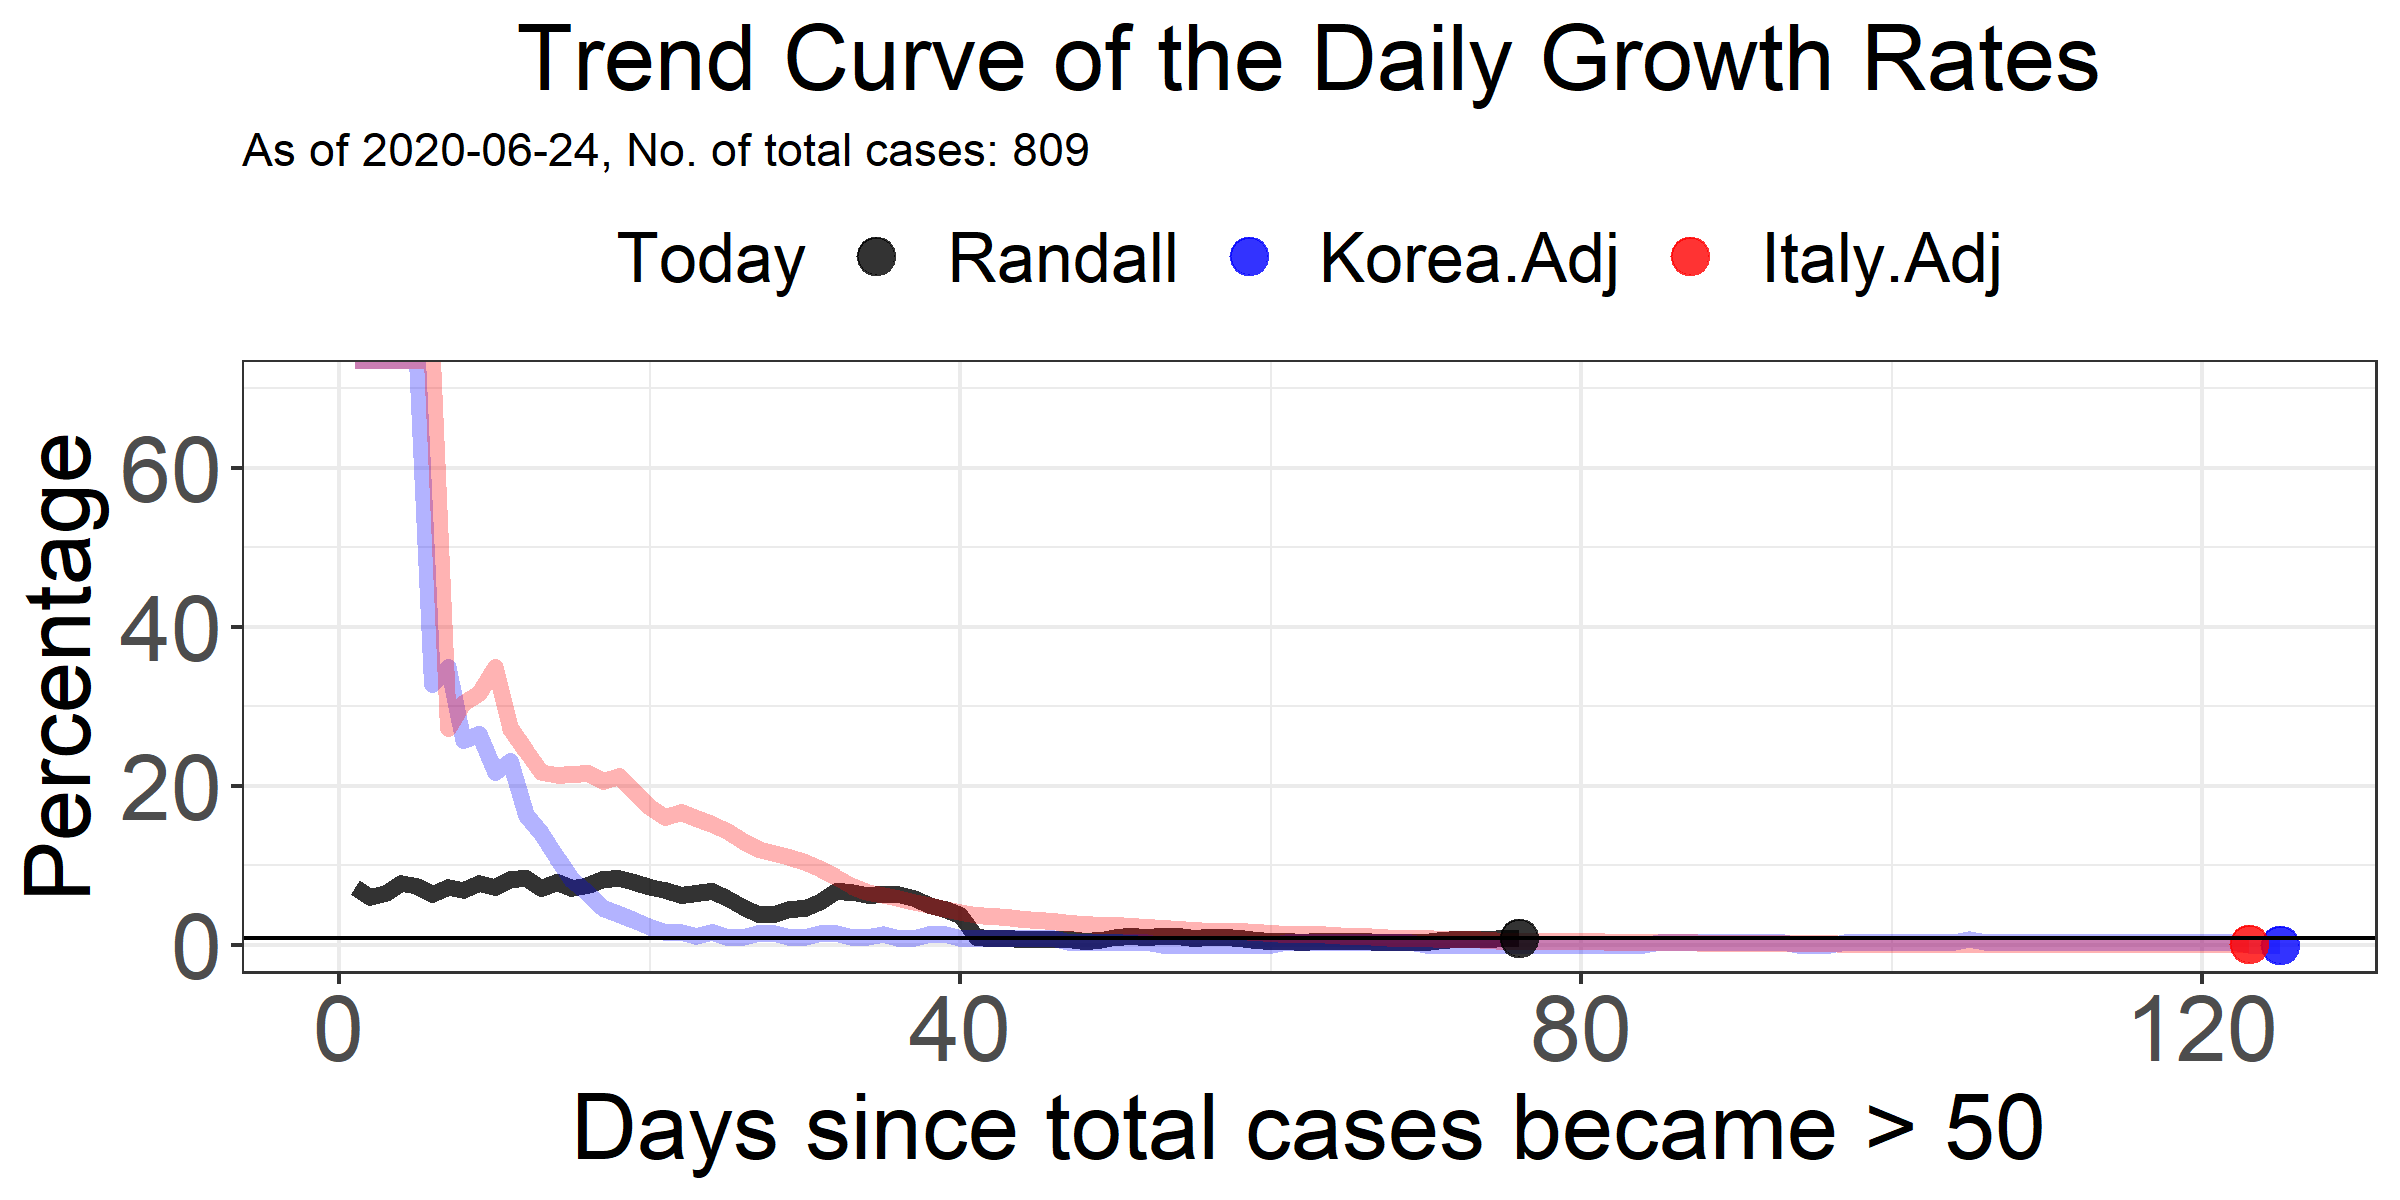 Trend Curve of the Daily Growth Rates
As of 2020-06-24, No. of total cases: 809
Today Randall Korea.Adj Italy.Adj
Percentage
60
40
20
0
0 40 80 120
Days since total cases became > 50